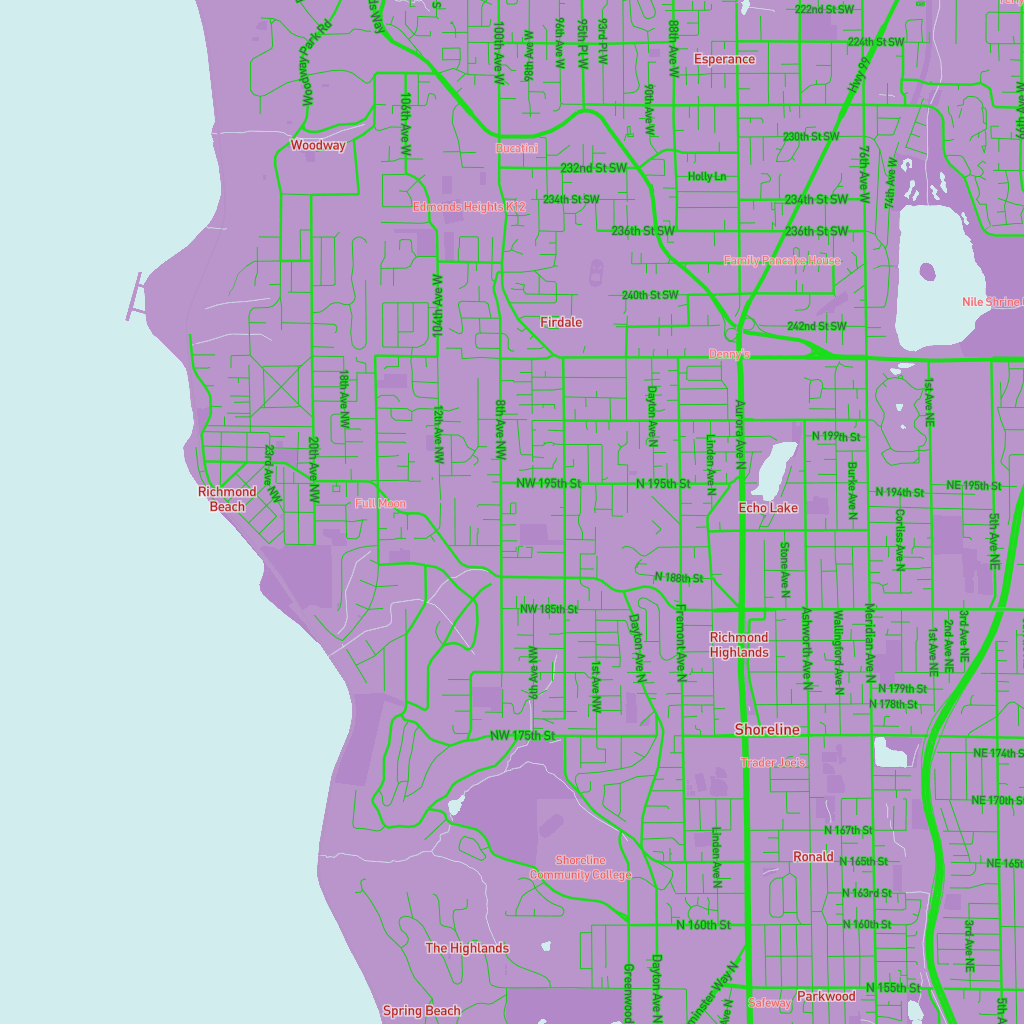 222nd St SW
Woodway Park Rd
ds Way
100th Ave W
98th Ave W
96th Ave W
95th Pl W
93rd Pl W
88th Ave W
224th St SW
Esperance
Hwy 99
90th Ave W
106th Ave W
230th St SW
Woodway
Bucatini
232nd St SW
76th Ave W
74th Ave W
Holly Ln
234th St SW
234th St SW
Edmonds Heights K12
236th St SW
236th St SW
Family Pancake House
104th Ave W
240th St SW
Nile Shrine
Firdale
242nd St SW
Denny's
18th Ave NW
1st Ave NE
Dayton Ave N
12th Ave NW
8th Ave NW
Aurora Ave N
N 199th St
20th Ave NW
23rd Ave NW
Linden Ave N
Burke Ave N
NW 195th St
N 195th St
NE 195th St
N 194th St
Richmond
Beach
Full Moon
Echo Lake
Corliss Ave N
5th Ave NE
Stone Ave N
N 188th St
NW 185th St
Dayton Ave N
Fremont Ave N
Richmond
Highlands
Ashworth Ave N
Wallingford Ave N
Meridian Ave N
1st Ave NE
2nd Ave NE
3rd Ave NE
6th Ave NW
1st Ave NW
N 179th St
N 178th St
NW 175th St
Shoreline
NE 174th S
Trader Joe's
NE 170th S
N 167th St
Linden Ave N
Ronald
N 165th St
NE 165t
Shoreline
Community College
N 163rd St
N 160th St
N 160th St
3rd Ave NE
The Highlands
Greenwood
Dayton Ave N
minster Way N
N 155th St
Parkwood
Safeway
Ave N
5th A
Spring Beach